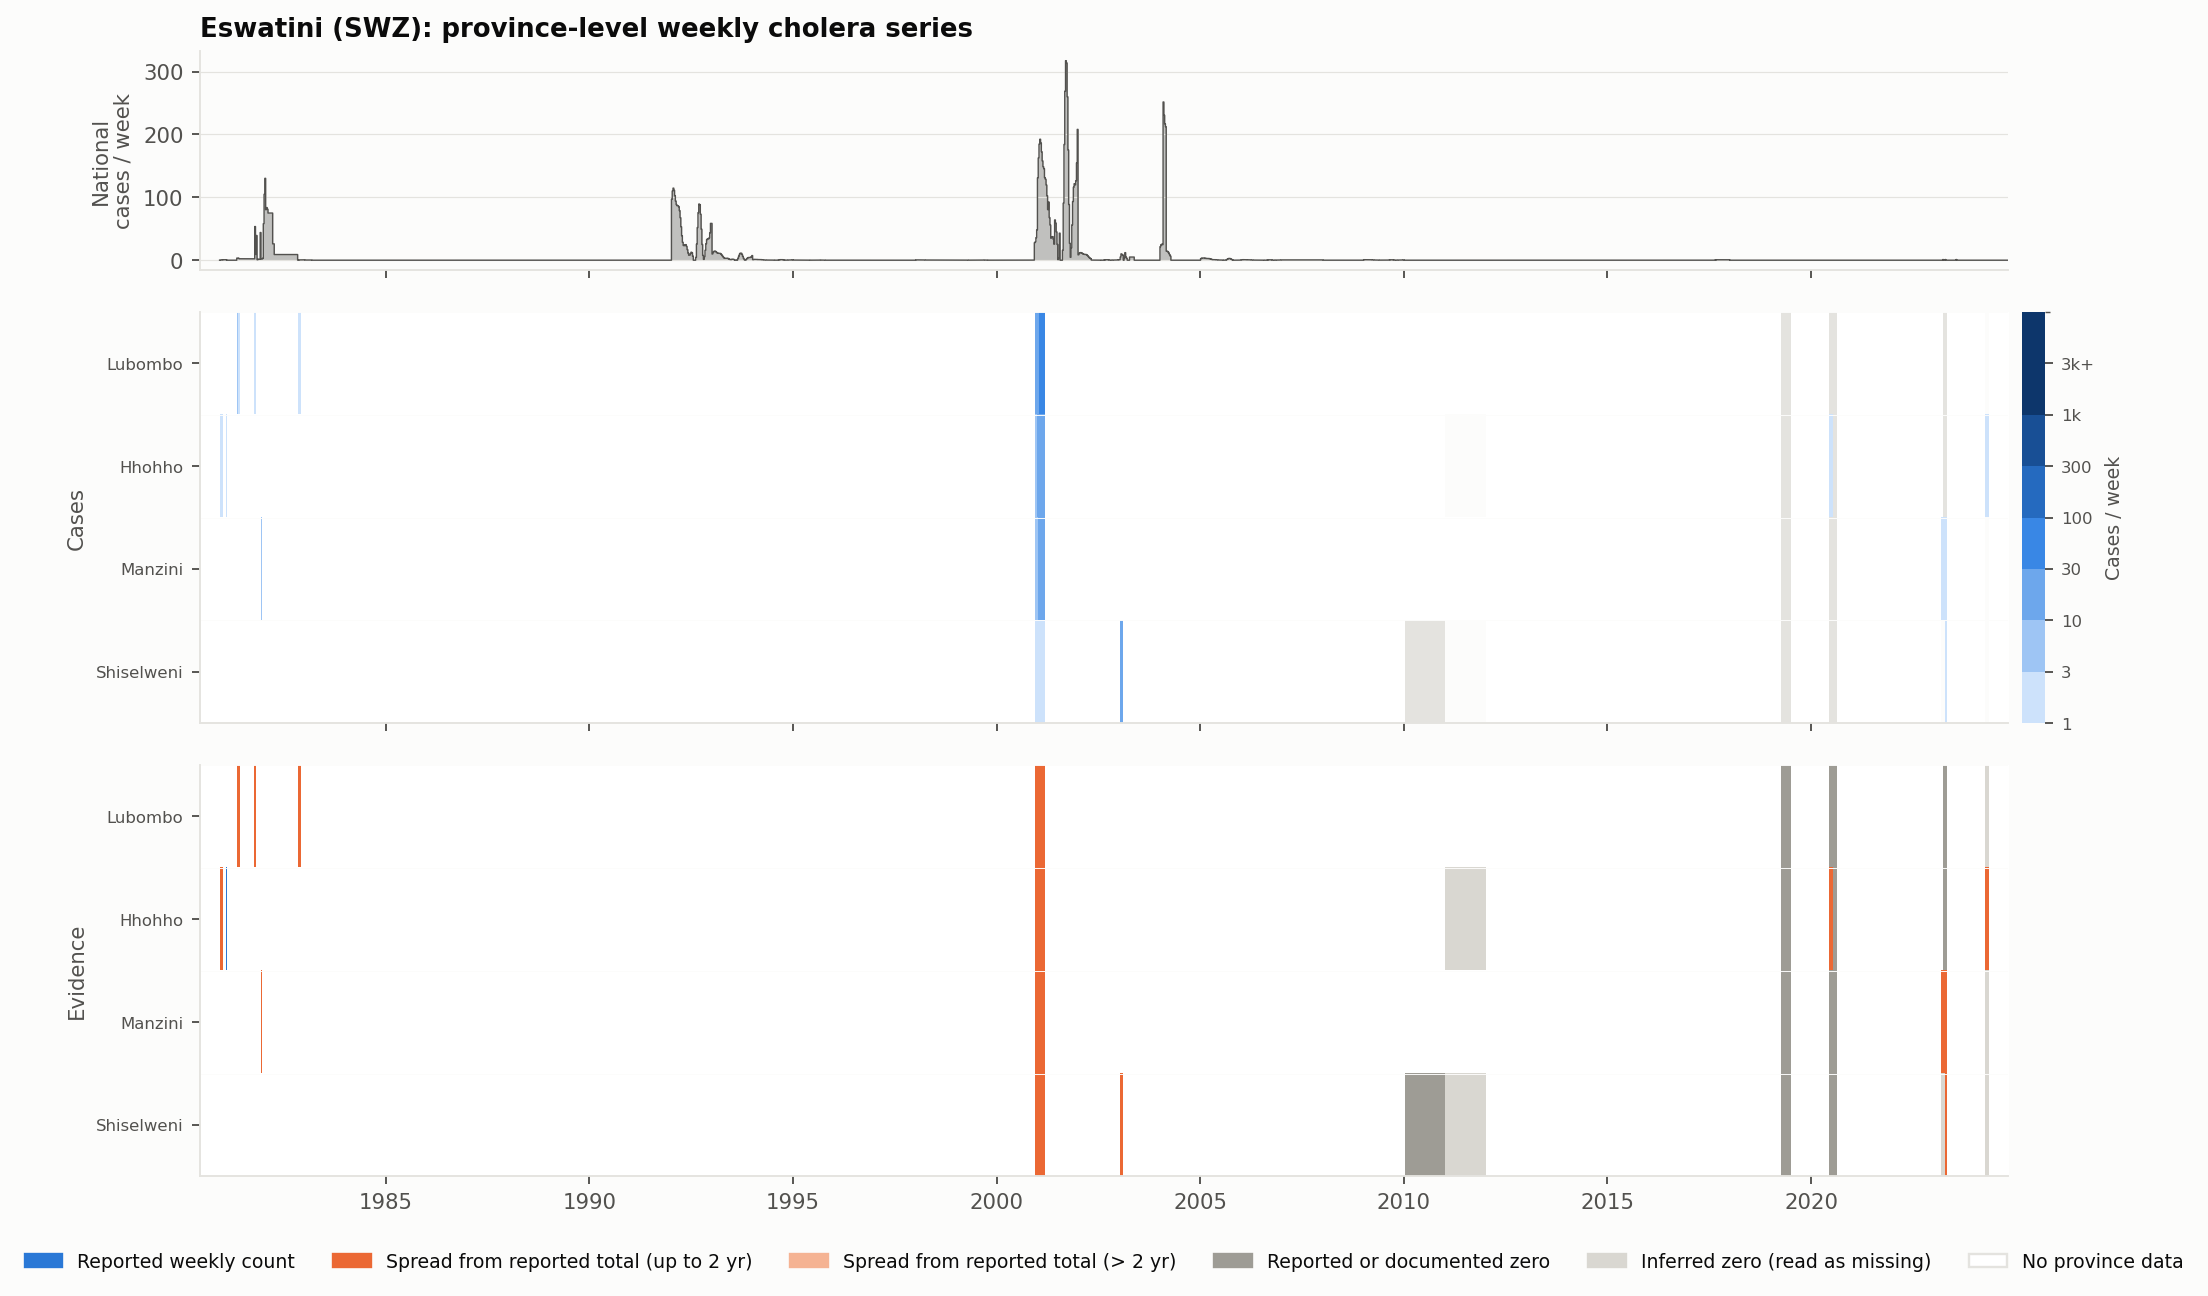 Eswatini (SWZ): province-level weekly cholera series
National
cases / week
300
200
100
0
Cases
Lubombo
Hhohho
Manzini
Shiselweni
3k+
1k
300
100
30
10
3
1
Cases / week
Evidence
Lubombo
Hhohho
Manzini
Shiselweni
1985
1990
1995
2000
2005
2010
2015
2020
Reported weekly count
Spread from reported total (up to 2 yr)
Spread from reported total (> 2 yr)
Reported or documented zero
Inferred zero (read as missing)
No province data